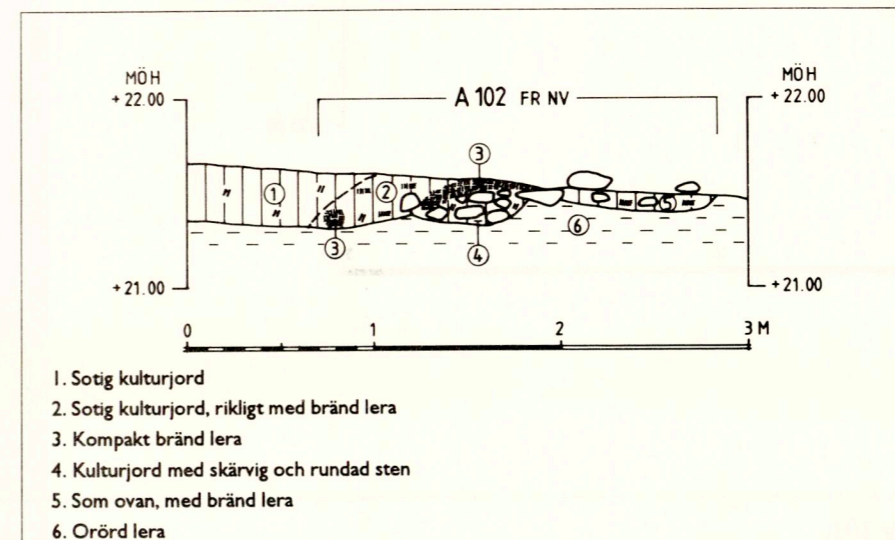 MÖH
+ 22.00
A 102 FR NV
MÖH
+ 22.00
3
1
2
5
6
3
4
+ 21.00
+ 21.00
0 1 2 3 M
1. Sotig kulturjord
2. Sotig kulturjord, rikligt med bränd lera
3. Kompakt bränd lera
4. Kulturjord med skärvig och rundad sten
5. Som ovan, med bränd lera
6. Orörd lera